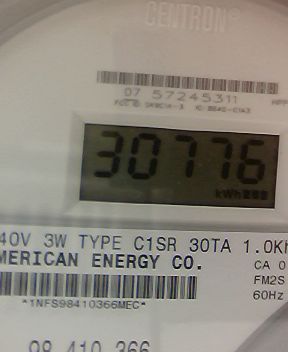 CENTRON®
07 57245311
30776
kWh
40V 3W TYPE C1SR 30TA 1.0Kh
MERICAN ENERGY CO.
CA 0
FM2S
60Hz
*1NFS98410366MEC*
98 410 366